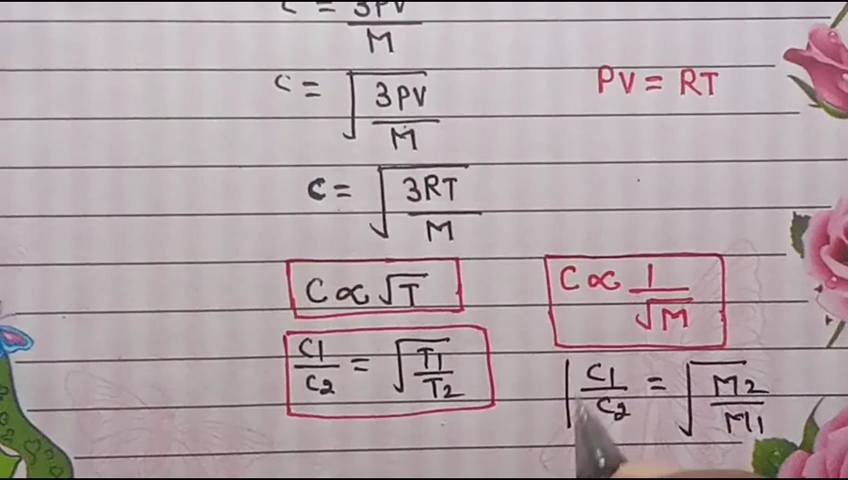 C = 3PV / M
C = √(3PV / M)
PV = RT
C = √(3RT / M)
C ∝ √T
C ∝ 1 / √M
C1 / C2 = √(T1 / T2)
C1 / C2 = √(M2 / M1)